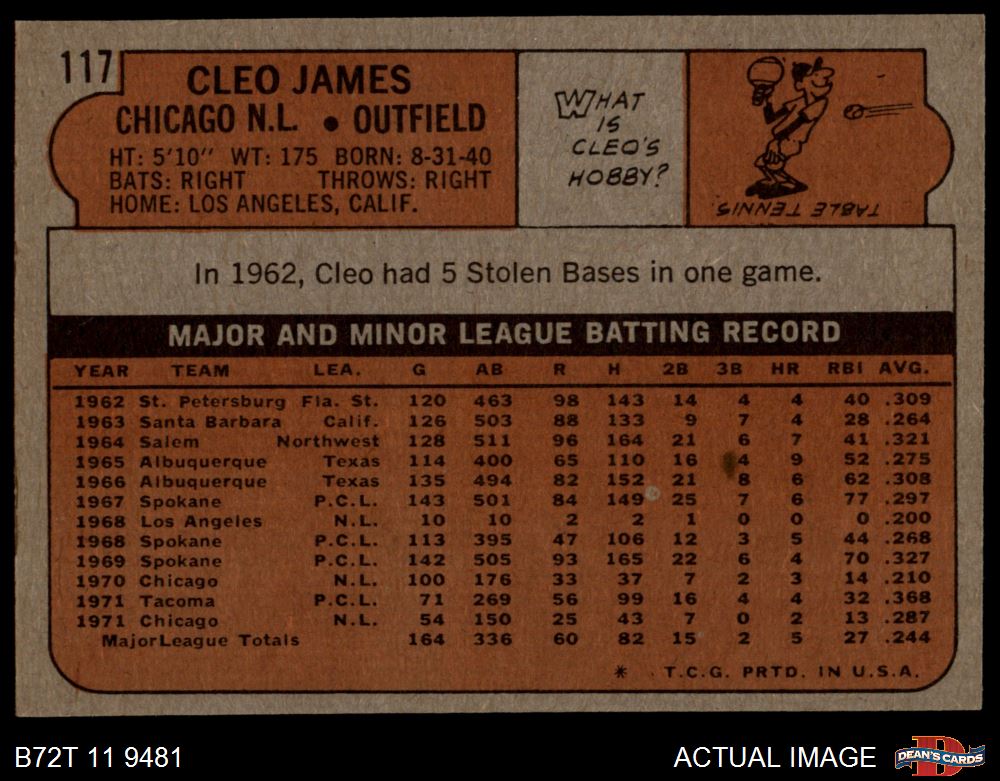 117
CLEO JAMES
CHICAGO N.L. • OUTFIELD
HT: 5'10" WT: 175 BORN: 8-31-40
BATS: RIGHT THROWS: RIGHT
HOME: LOS ANGELES, CALIF.
WHAT
IS
CLEO'S
HOBBY?
TABLE TENNIS
In 1962, Cleo had 5 Stolen Bases in one game.
MAJOR AND MINOR LEAGUE BATTING RECORD
YEAR TEAM LEA. G AB R H 2B 3B HR RBI AVG.
1962 St. Petersburg Fla. St. 120 463 98 143 14 4 4 40 .309
1963 Santa Barbara Calif. 126 503 88 133 9 7 4 28 .264
1964 Salem Northwest 128 511 96 164 21 6 7 41 .321
1965 Albuquerque Texas 114 400 65 110 16 4 9 52 .275
1966 Albuquerque Texas 135 494 82 152 21 8 6 62 .308
1967 Spokane P.C.L. 143 501 84 149 25 7 6 77 .297
1968 Los Angeles N.L. 10 10 2 2 1 0 0 0 .200
1968 Spokane P.C.L. 113 395 47 106 12 3 5 44 .268
1969 Spokane P.C.L. 142 505 93 165 22 6 4 70 .327
1970 Chicago N.L. 100 176 33 37 7 2 3 14 .210
1971 Tacoma P.C.L. 71 269 56 99 16 4 4 32 .368
1971 Chicago N.L. 54 150 25 43 7 0 2 13 .287
Major League Totals 164 336 60 82 15 2 5 27 .244
* T.C.G. PRTD. IN U.S.A.
B72T 11 9481 ACTUAL IMAGE
D
DEAN'S CARDS